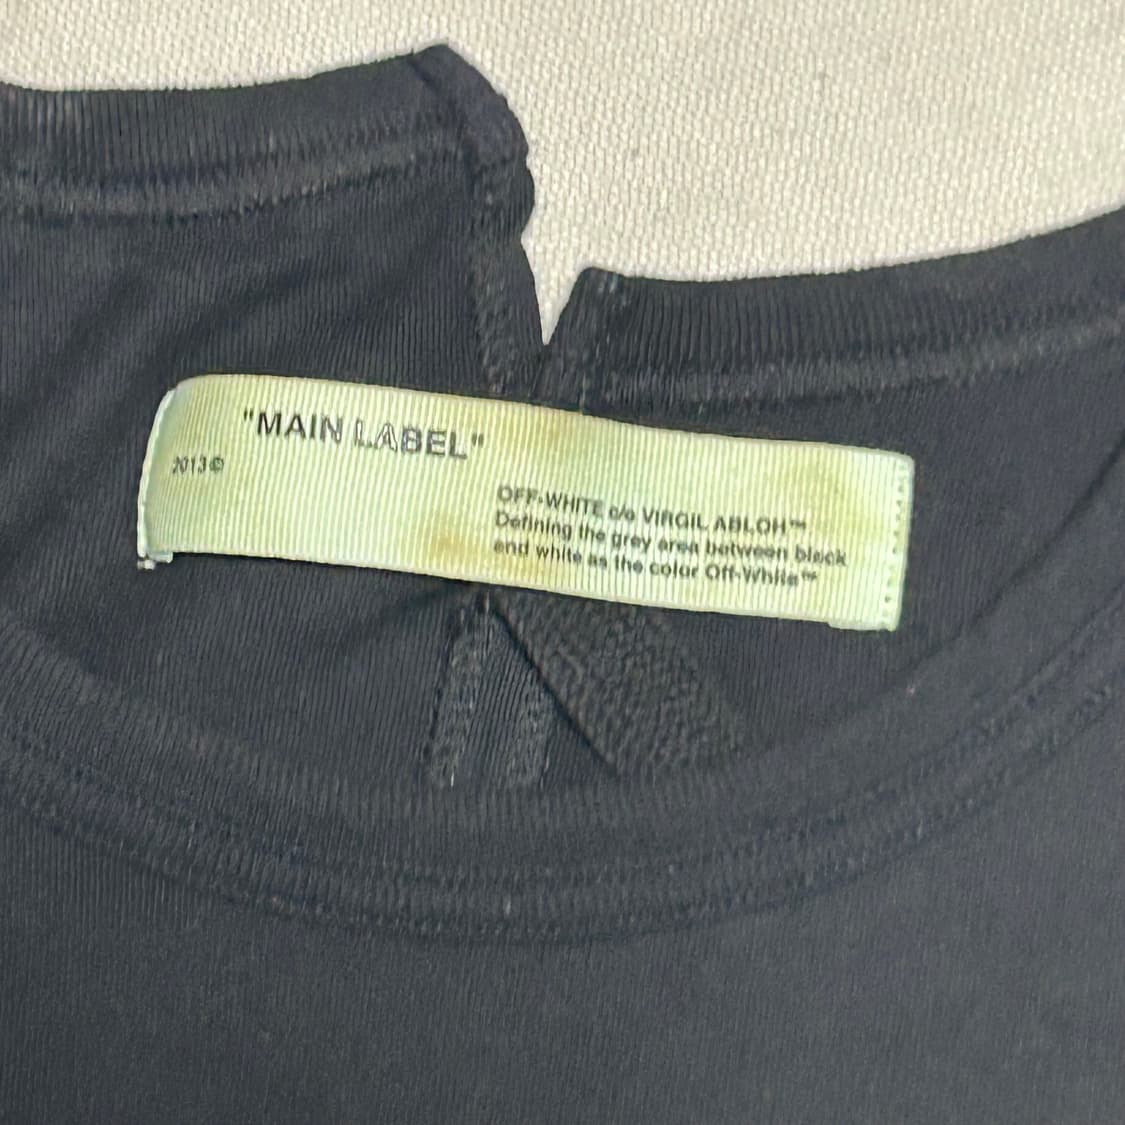 "MAIN LABEL"
2013©
OFF-WHITE c/o VIRGIL ABLOH™
Defining the grey area between black
and white as the color Off-White™